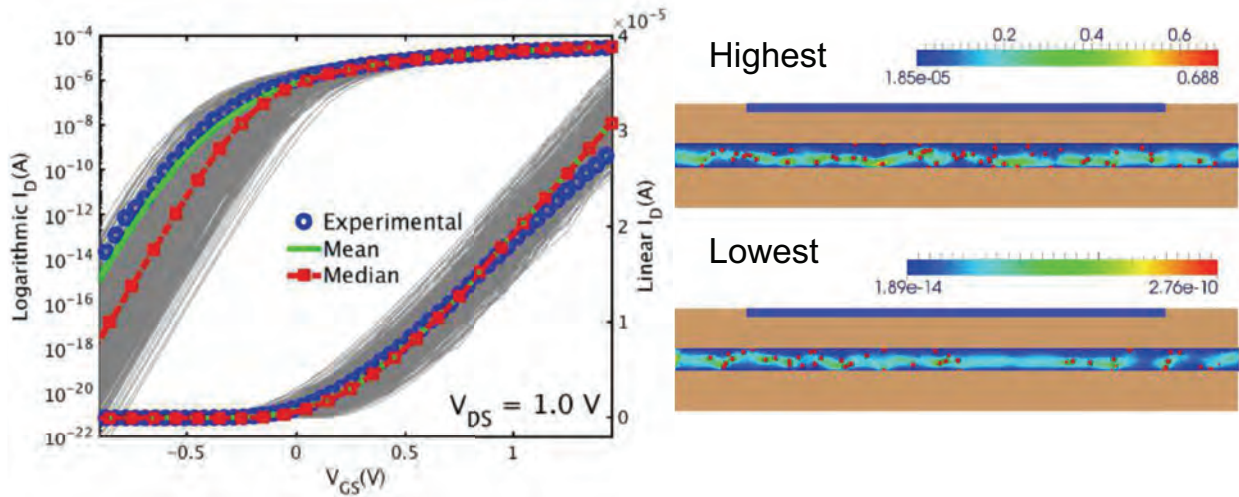 ×10⁻⁵
10⁻⁴
10⁻⁶
10⁻⁸
10⁻¹⁰
10⁻¹²
10⁻¹⁴
10⁻¹⁶
10⁻¹⁸
10⁻²⁰
10⁻²²
Logarithmic I_D(A)
Experimental
Mean
Median
V_DS = 1.0 V
4
3
2
1
0
Linear I_D(A)
−0.5
0
0.5
1
V_GS(V)
Highest
0.2
0.4
0.6
1.85e-05
0.688
Lowest
1.89e-14
2.76e-10